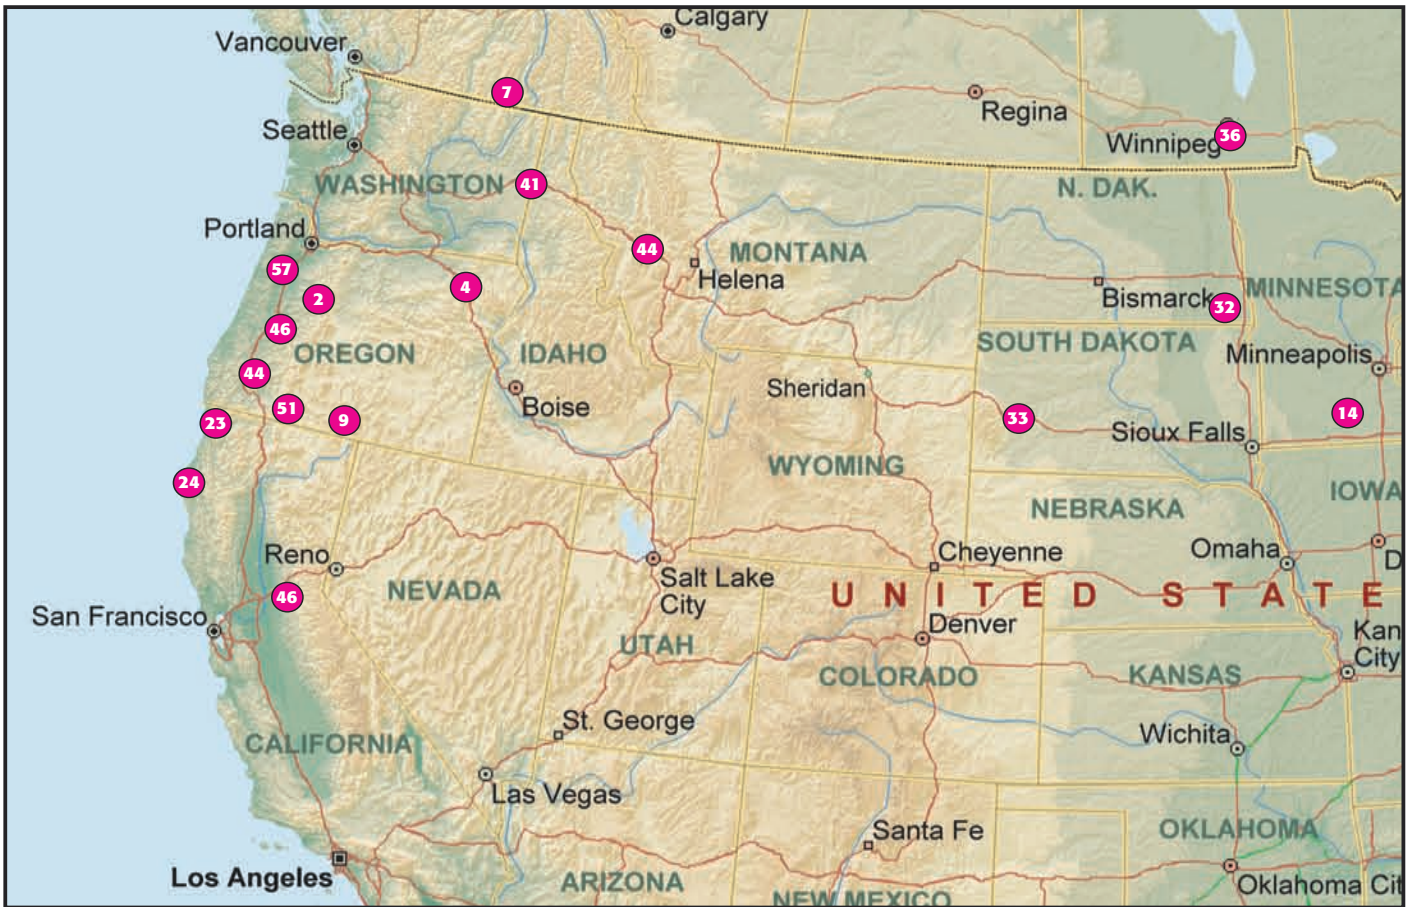 Calgary
Vancouver
7
Regina
Seattle
Winnipeg
36
WASHINGTON
41
N. DAK.
Portland
44
MONTANA
57
Helena
4
2
Bismarck
32
MINNESOTA
46
OREGON
IDAHO
SOUTH DAKOTA
Minneapolis
44
Sheridan
51
9
Boise
23
33
14
Sioux Falls
WYOMING
24
NEBRASKA
IOWA
Reno
Cheyenne
Omaha
D
NEVADA
Salt Lake
City
UNITED STATE
46
San Francisco
Denver
Kan
City
UTAH
COLORADO
KANSAS
St. George
CALIFORNIA
Wichita
Las Vegas
Santa Fe
OKLAHOMA
Los Angeles
ARIZONA
NEW MEXICO
Oklahoma Cit